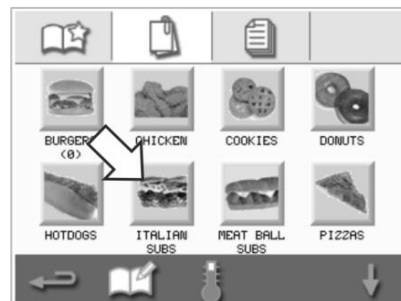 BURGERS CHICKEN COOKIES DONUTS
(0)
HOTDOGS ITALIAN MEAT BALL PIZZAS
SUBS SUBS